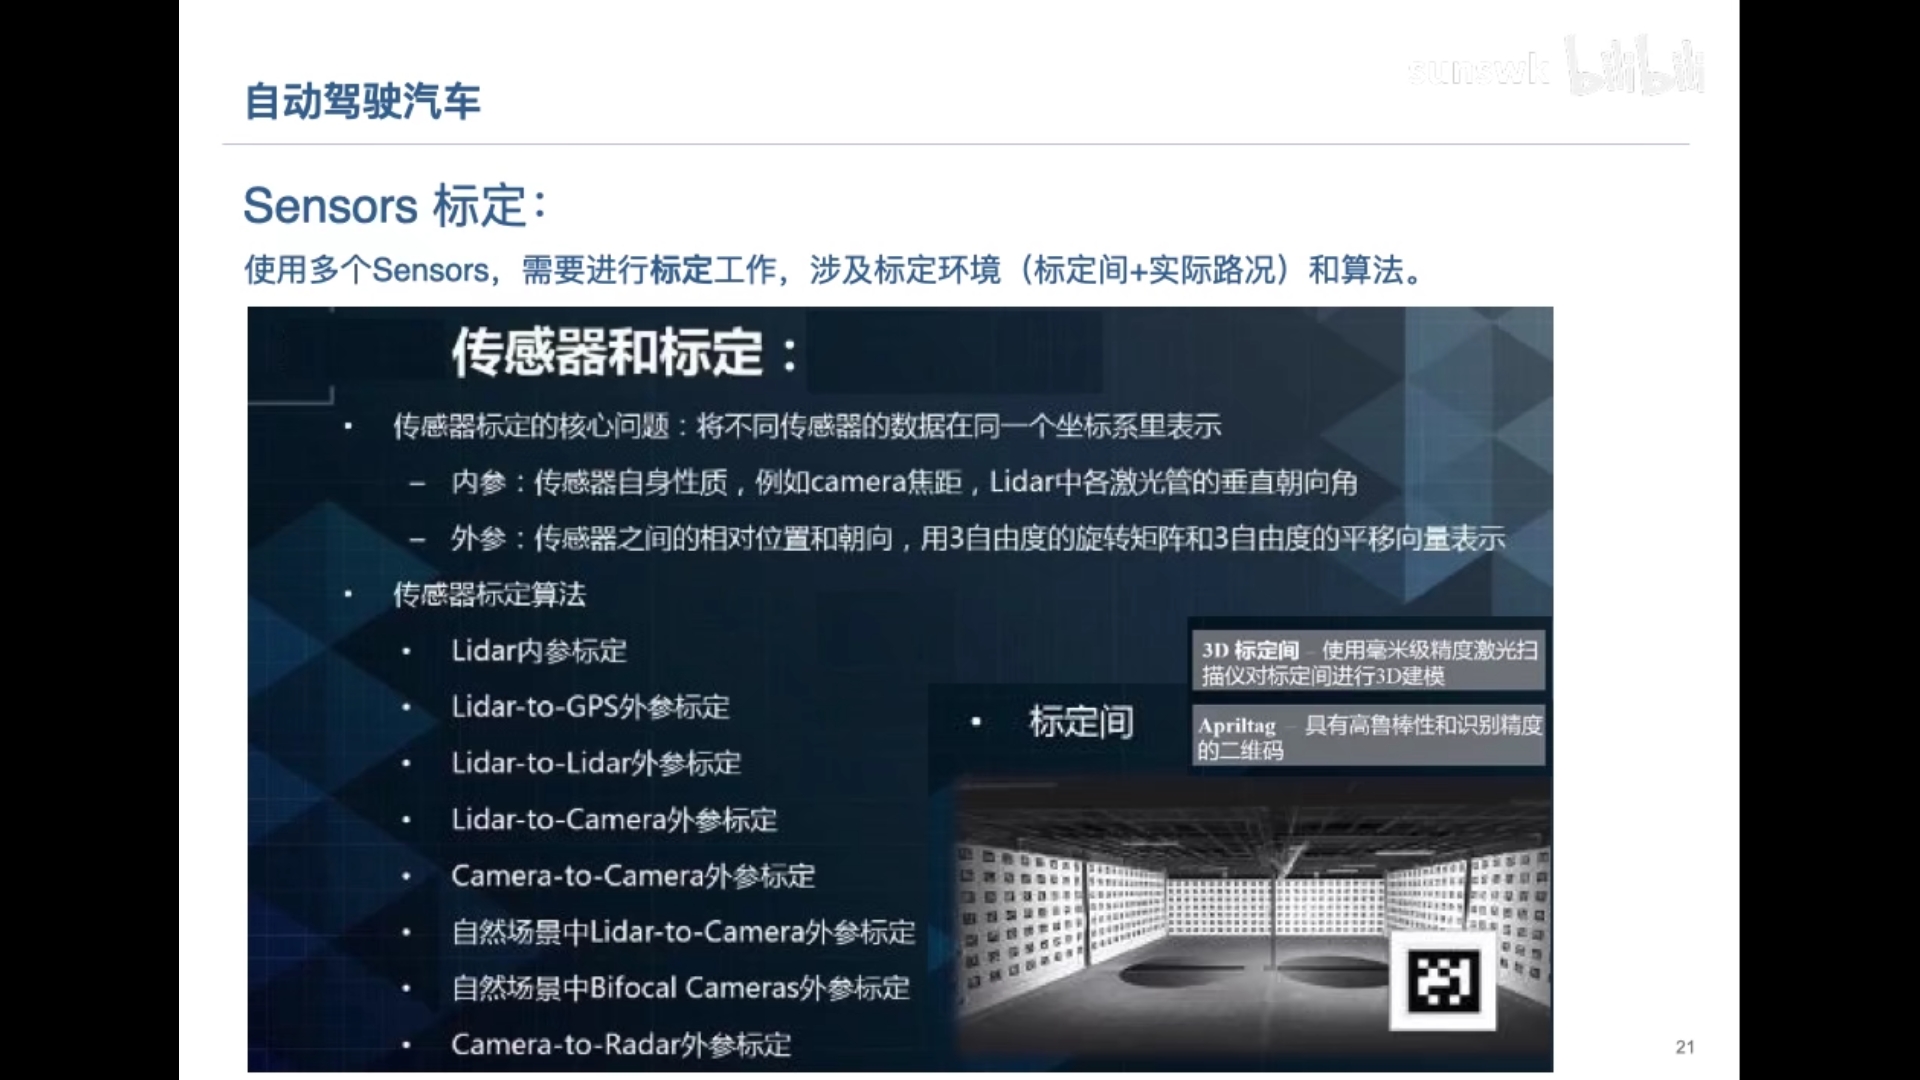 sunswk bilibili
自动驾驶汽车
Sensors 标定：
使用多个Sensors，需要进行标定工作，涉及标定环境（标定间+实际路况）和算法。
传感器和标定：
• 传感器标定的核心问题：将不同传感器的数据在同一个坐标系里表示
– 内参：传感器自身性质，例如camera焦距，Lidar中各激光管的垂直朝向角
– 外参：传感器之间的相对位置和朝向，用3自由度的旋转矩阵和3自由度的平移向量表示
• 传感器标定算法
• Lidar内参标定
• Lidar-to-GPS外参标定
• Lidar-to-Lidar外参标定
• Lidar-to-Camera外参标定
• Camera-to-Camera外参标定
• 自然场景中Lidar-to-Camera外参标定
• 自然场景中Bifocal Cameras外参标定
• Camera-to-Radar外参标定
• 标定间
3D 标定间 – 使用毫米级精度激光扫
描仪对标定间进行3D建模
Apriltag – 具有高鲁棒性和识别精度
的二维码
21